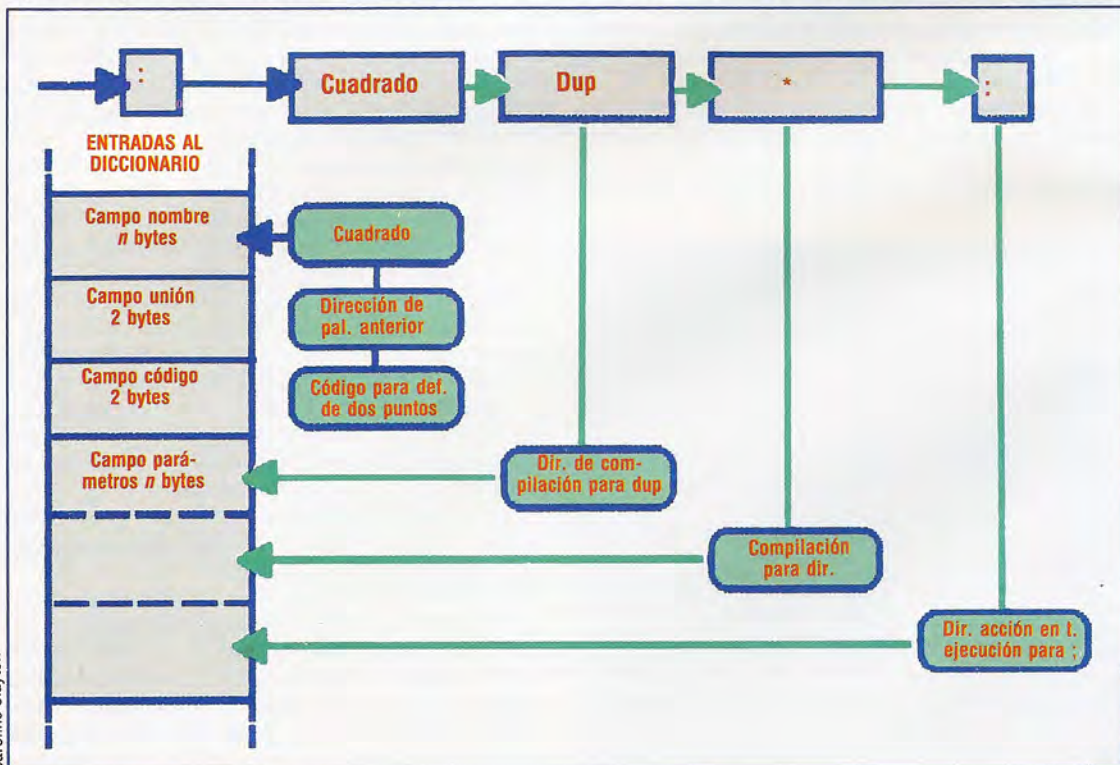 :
Cuadrado
Dup
*
;
ENTRADAS AL
DICCIONARIO
Campo nombre
n bytes
Cuadrado
Campo unión
2 bytes
Dirección de
pal. anterior
Campo código
2 bytes
Código para def.
de dos puntos
Campo pará-
metros n bytes
Dir. de com-
pilación para dup
Compilación
para dir.
Dir. acción en t.
ejecución para ;